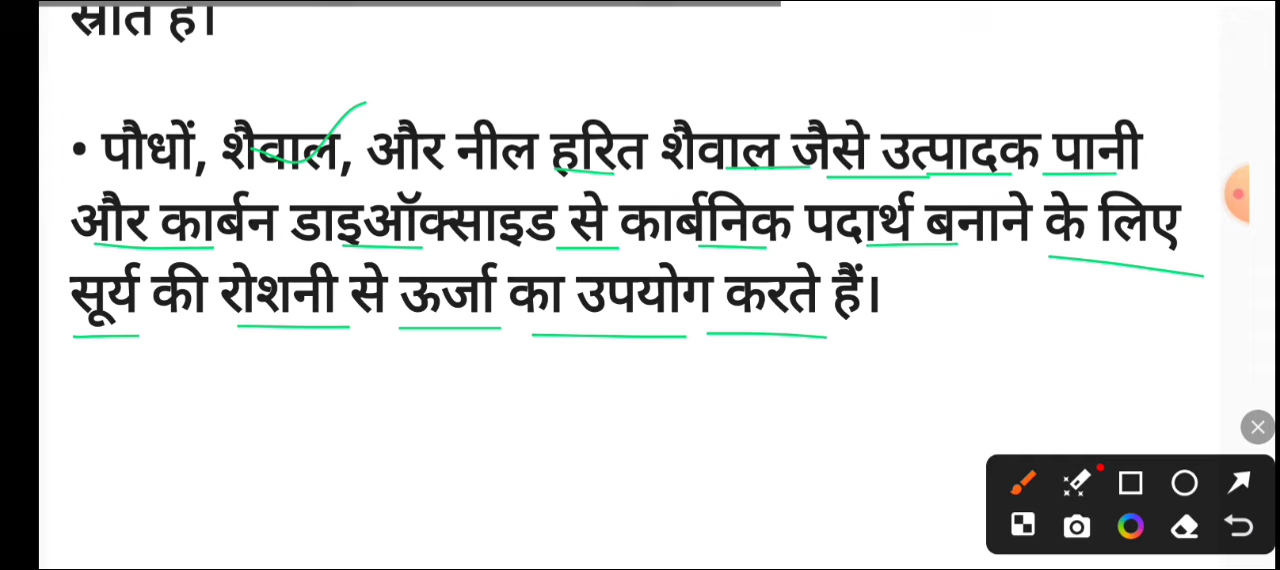 स्रोत है।
• पौधों, शैवाल, और नील हरित शैवाल जैसे उत्पादक पानी
और कार्बन डाइऑक्साइड से कार्बनिक पदार्थ बनाने के लिए
सूर्य की रोशनी से ऊर्जा का उपयोग करते हैं।